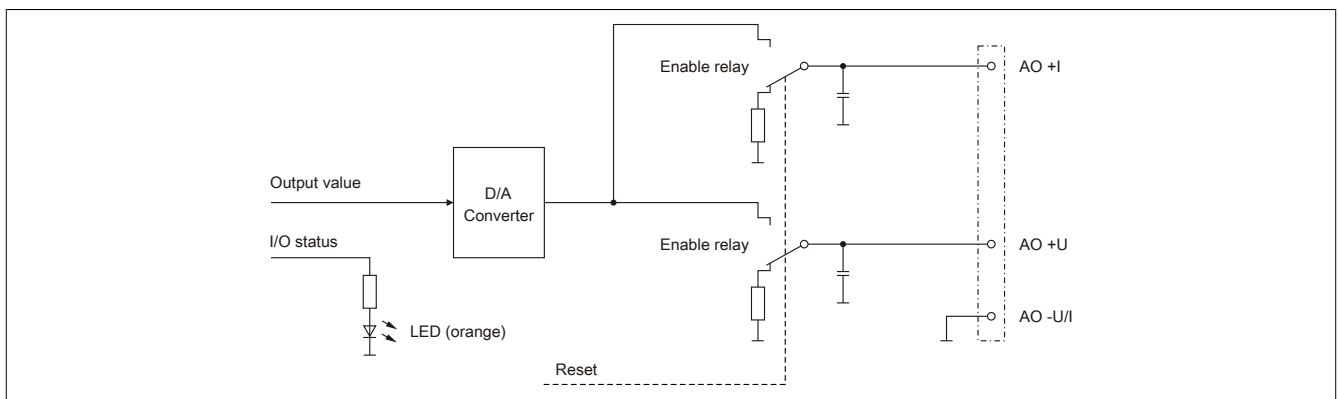 Enable relay
AO +I
Output value
D/A
Converter
I/O status
Enable relay
AO +U
LED (orange)
AO -U/I
Reset